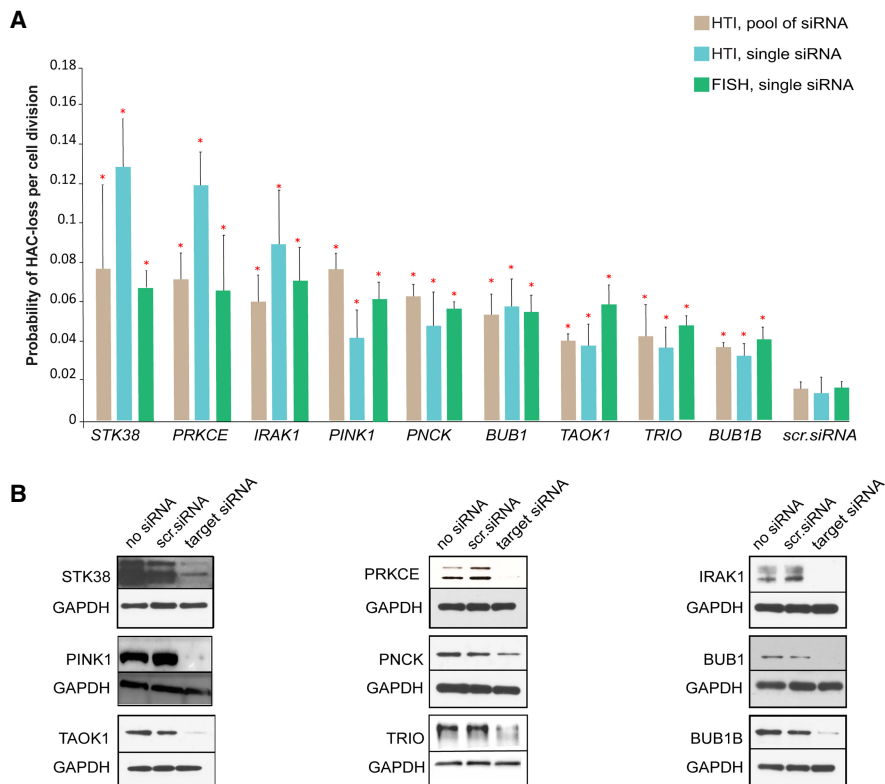 A
HTI, pool of siRNA
HTI, single siRNA
FISH, single siRNA
Probability of HAC-loss per cell division
0.18
0.16
0.14
0.12
0.1
0.08
0.06
0.04
0.02
0
* * * * * * * * * * * * * * * * * * * * * * * * * * *
STK38 PRKCE IRAK1 PINK1 PNCK BUB1 TAOK1 TRIO BUB1B scr.siRNA
B
no siRNA scr.siRNA target siRNA
STK38
GAPDH
PINK1
GAPDH
TAOK1
GAPDH
no siRNA scr.siRNA target siRNA
PRKCE
GAPDH
PNCK
GAPDH
TRIO
GAPDH
no siRNA scr.siRNA target siRNA
IRAK1
GAPDH
BUB1
GAPDH
BUB1B
GAPDH